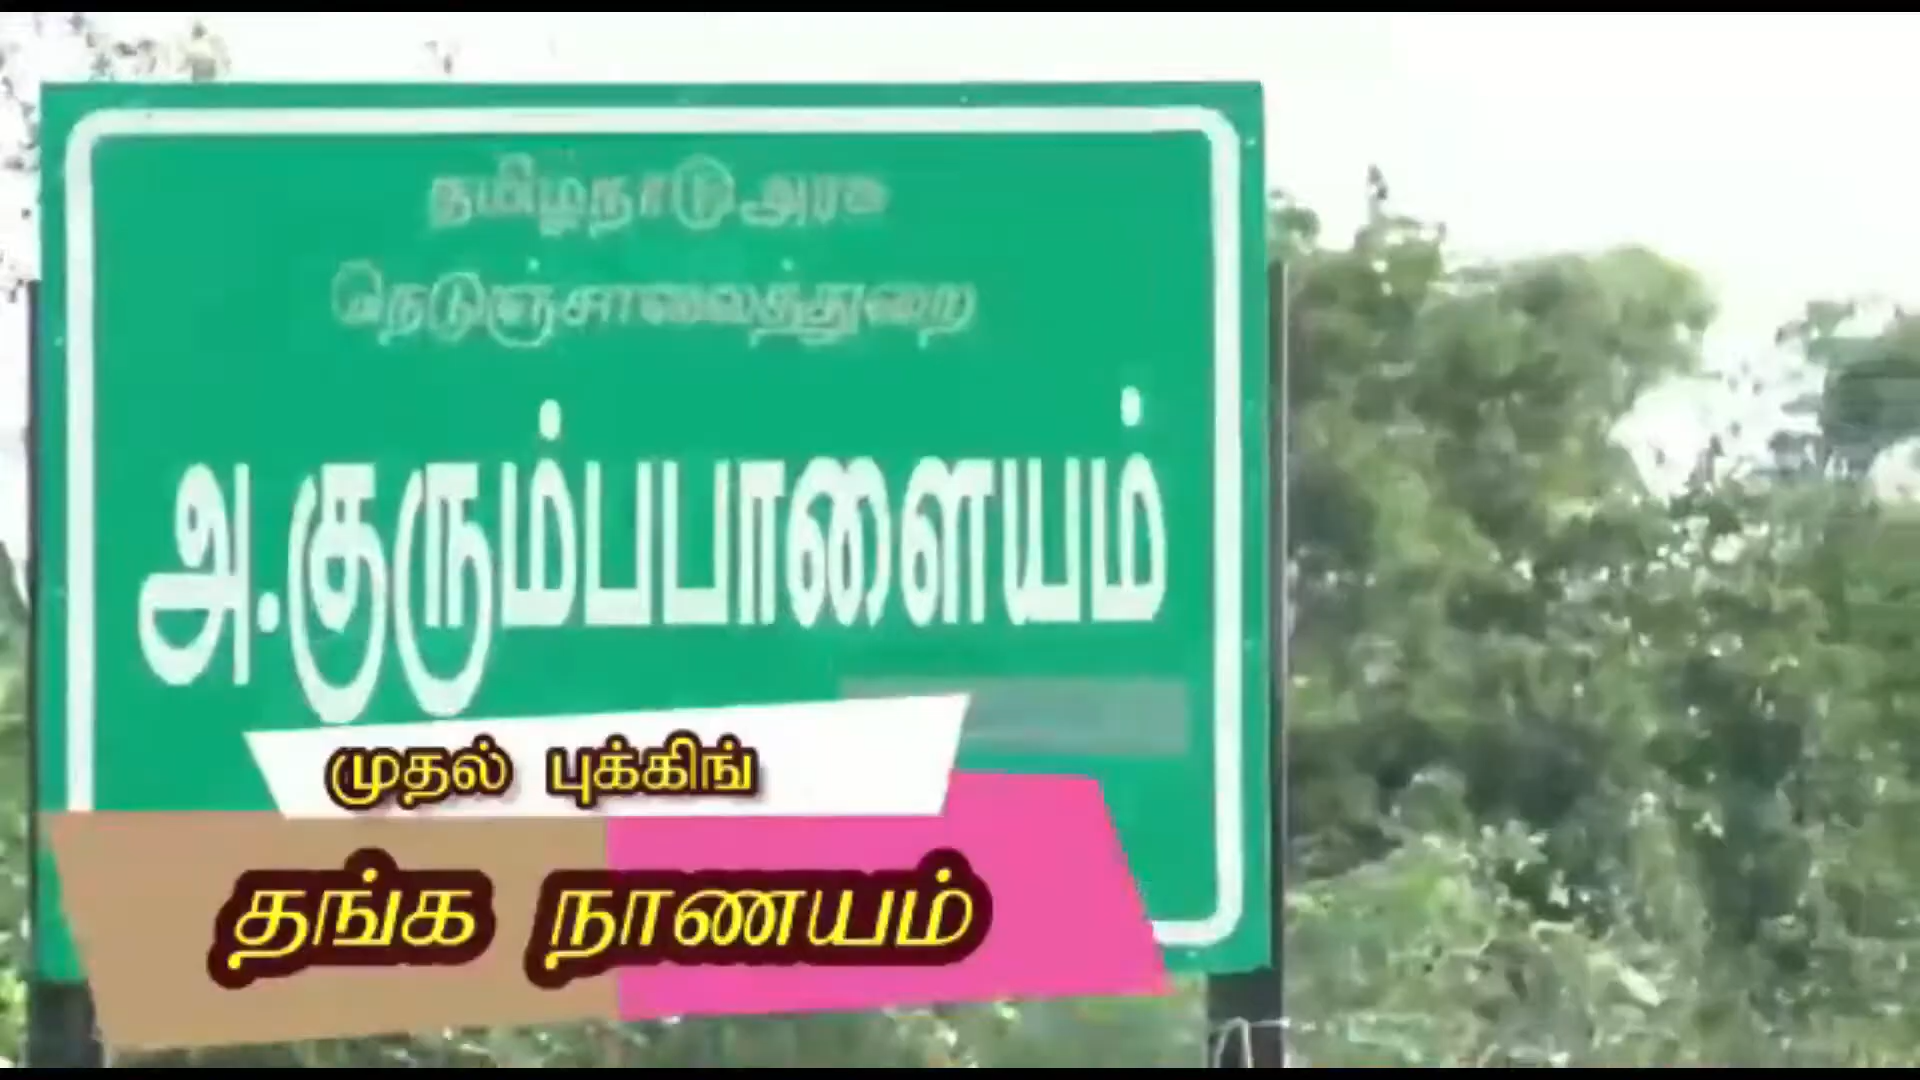 தமிழ்நாடு அரசு
நெடுஞ்சாலைத்துறை
அ.குரும்பபாளையம்
முதல் புக்கிங்
தங்க நாணயம்